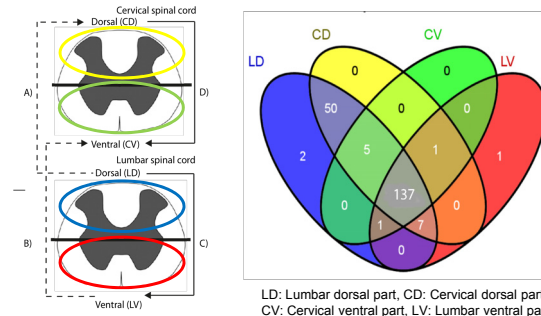 Cervical spinal cord
Dorsal (CD)
A)
D)
Ventral (CV)
Lumbar spinal cord
Dorsal (LD)
B)
C)
Ventral (LV)
CD
CV
LD
LV
0
0
50
0
2
5
1
1
137
0
0
1
7
0
LD: Lumbar dorsal part, CD: Cervical dorsal par
CV: Cervical ventral part, LV: Lumbar ventral pa